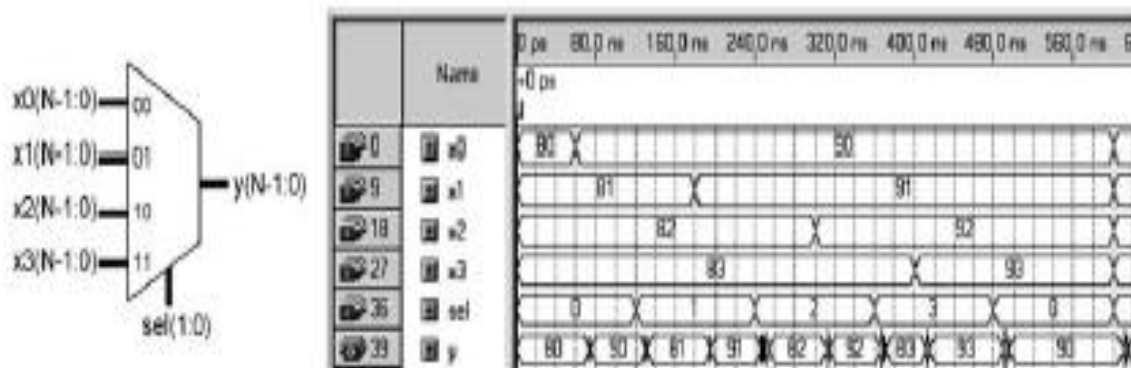 x0(N-1:0)
00
x1(N-1:0)
01
x2(N-1:0)
10
x3(N-1:0)
11
y(N-1:0)
sel(1:0)
Name
0 ps 80,0 ns 160,0 ns 240,0 ns 320,0 ns 400,0 ns 480,0 ns 560,0 ns
+0 ps
0 x0 80 90
9 x1 81 91
18 x2 82 92
27 x3 83 93
36 sel 0 1 2 3 0
39 y 80 90 81 91 82 92 83 93 90